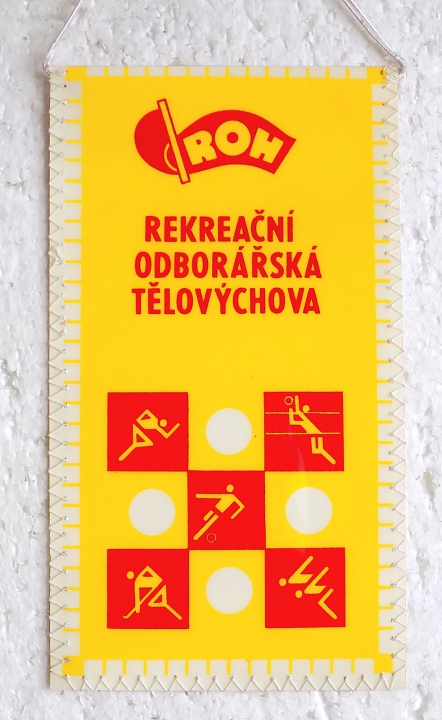 ROH
REKREAČNÍ
ODBORÁŘSKÁ
TĚLOVÝCHOVA